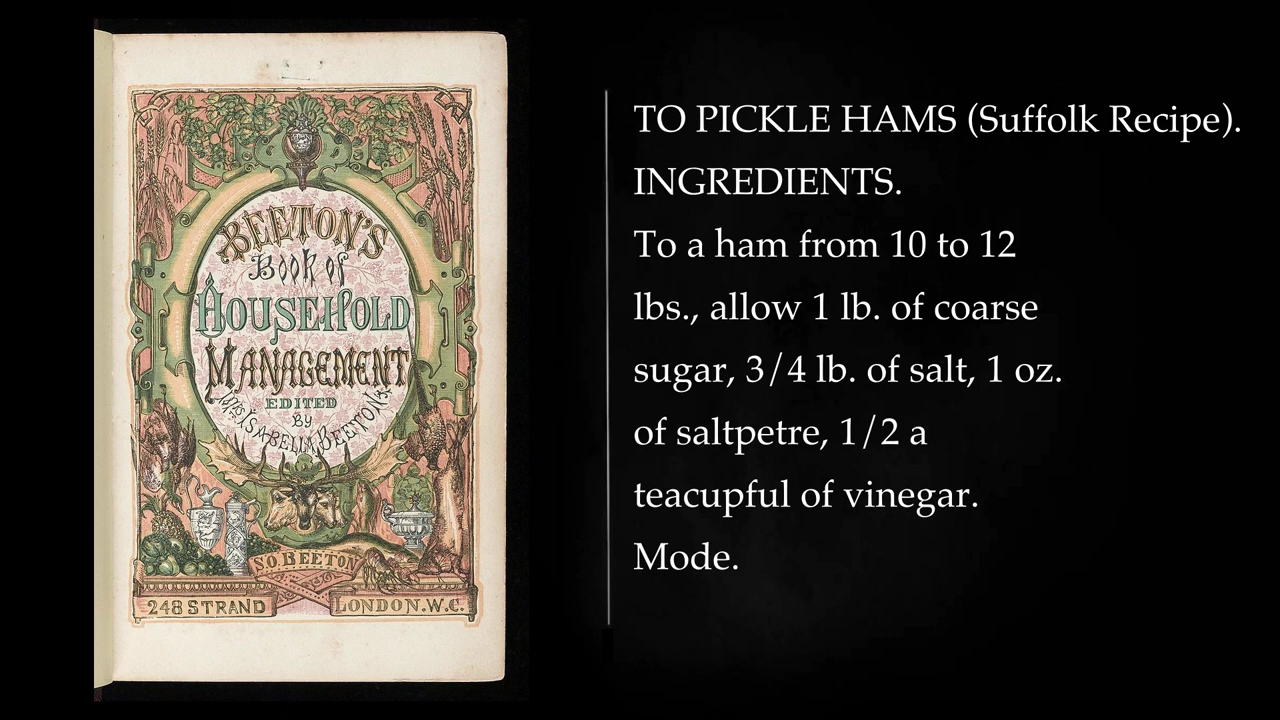 BEETON'S
Book of
HOUSEHOLD
MANAGEMENT
EDITED
BY
MRS ISABELLA BEETON
S.O. BEETON
248 STRAND
LONDON. W.C.
TO PICKLE HAMS (Suffolk Recipe).
INGREDIENTS.
To a ham from 10 to 12
lbs., allow 1 lb. of coarse
sugar, 3/4 lb. of salt, 1 oz.
of saltpetre, 1/2 a
teacupful of vinegar.
Mode.